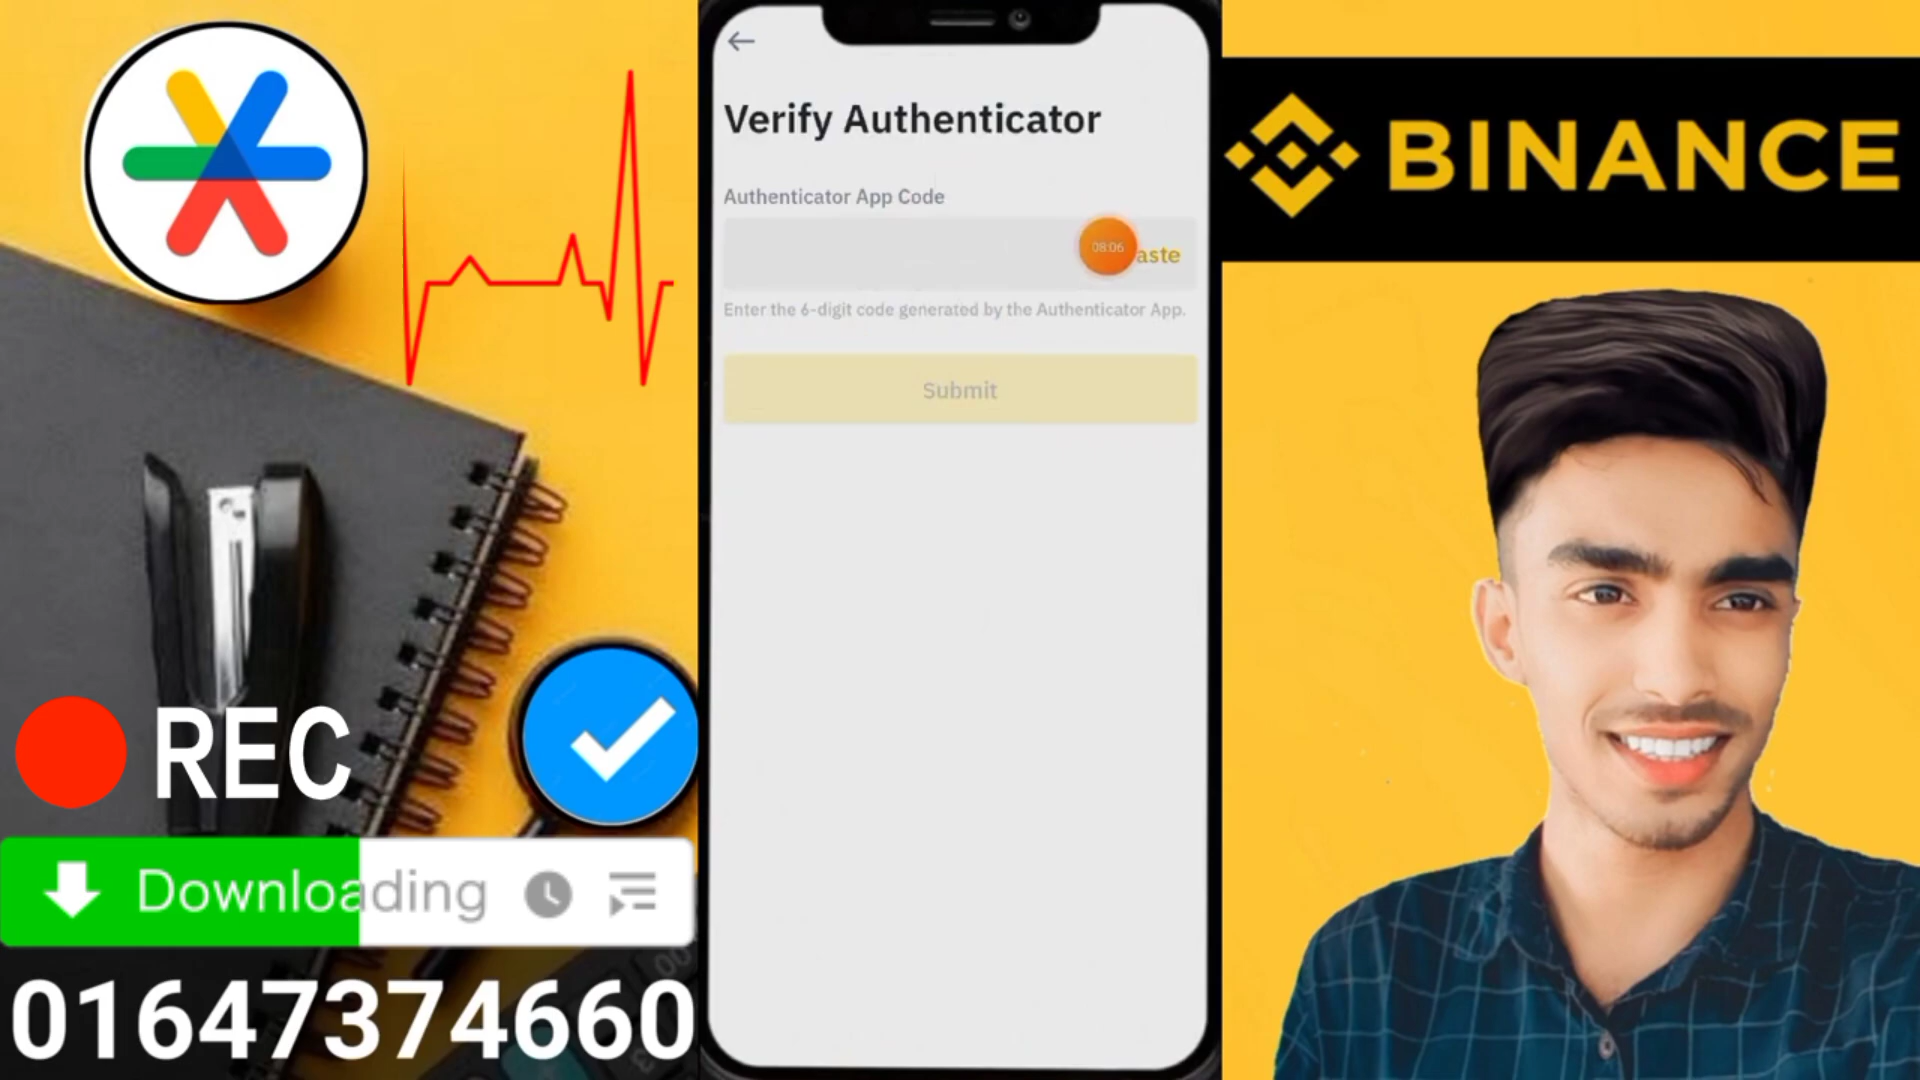 Verify Authenticator
Authenticator App Code
08:06
aste
Enter the 6-digit code generated by the Authenticator App.
Submit
BINANCE
REC
Downloading
01647374660